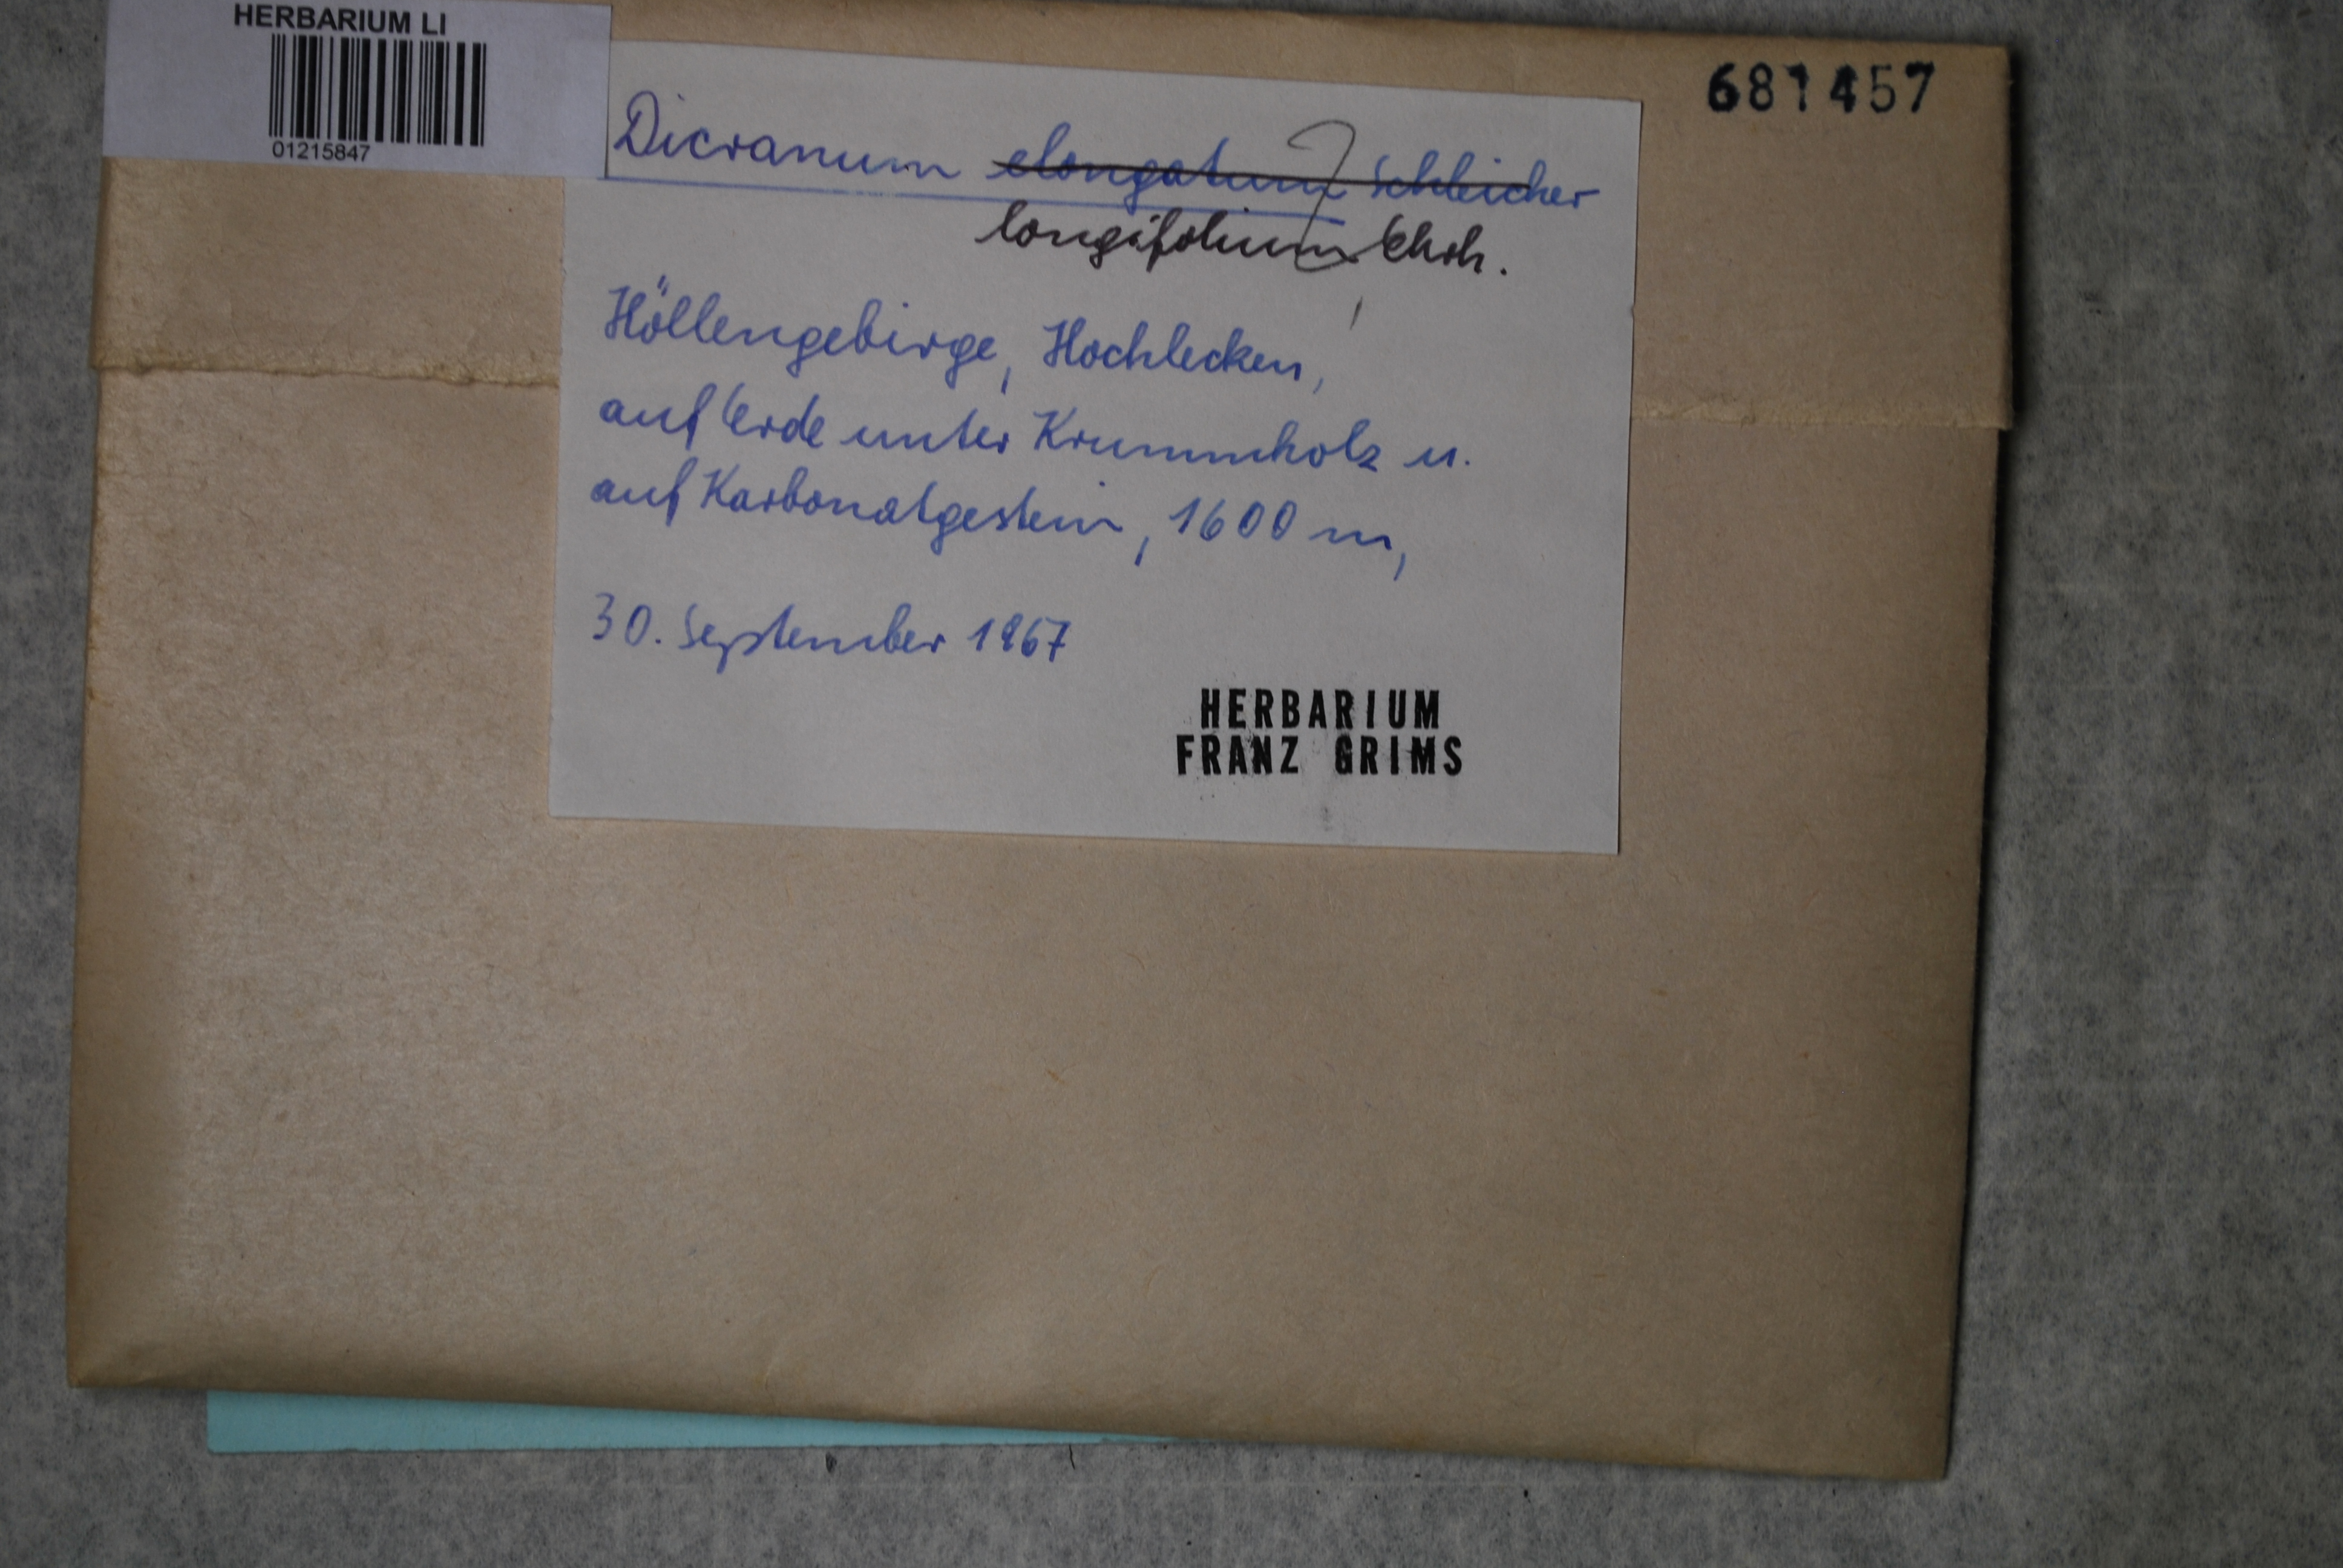 HERBARIUM LI
01215847
681457
Dicranum elongatum Schleicher
?
longifolium Ehrh.
Höllengebirge, Hochlecken,
auf Erde unter Krummholz u.
auf Karbonatgestein, 1600 m,
30. September 1967
HERBARIUM
FRANZ GRIMS